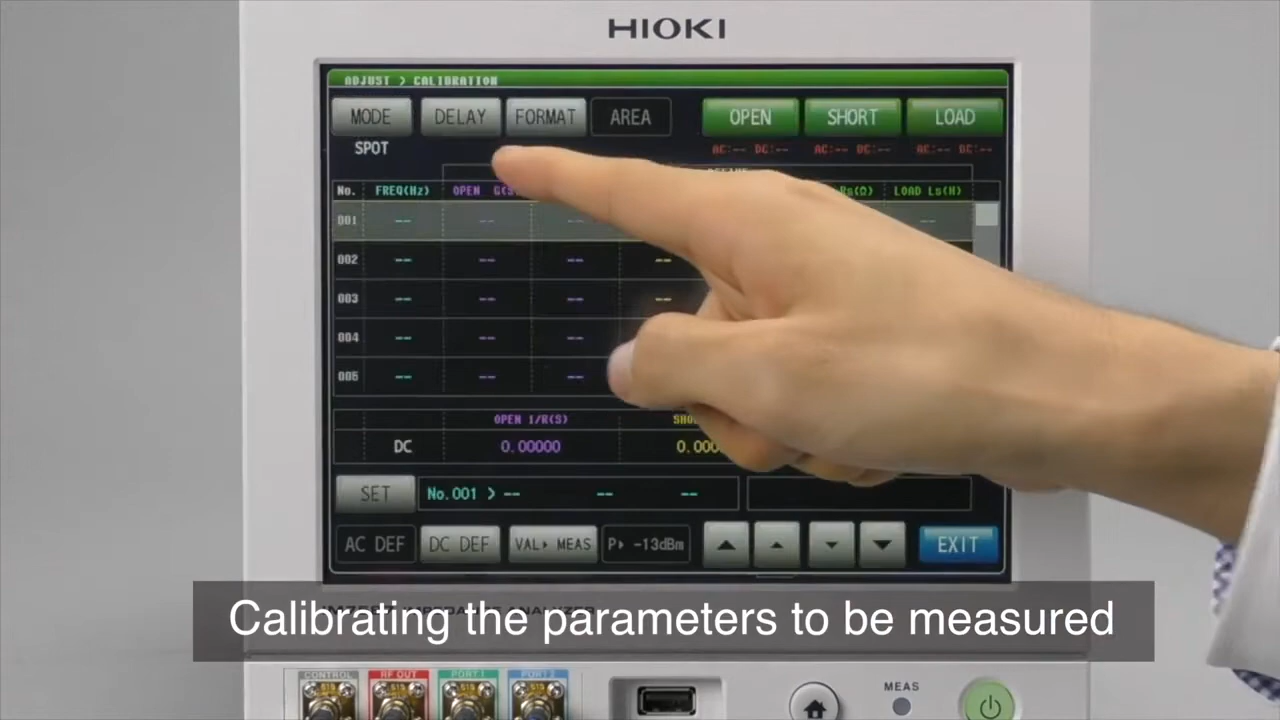 HIOKI
ADJUST > CALIBRATION
MODE DELAY FORMAT AREA OPEN SHORT LOAD
SPOT AC:-- DC:-- AC:-- DC:-- AC:-- DC:--
No. FREQ(Hz) OPEN Rs(Ω) LOAD Ls(H)
001 -- -- -- --
002 -- -- -- --
003 -- -- -- --
004 -- -- --
005 -- -- --
OPEN I/R(S)
DC 0.00000
SET No.001 > -- -- --
AC DEF DC DEF VAL▸ MEAS P▸ -13dBm EXIT
Calibrating the parameters to be measured
CONTROL RF OUT PORT1 PORT2
MEAS